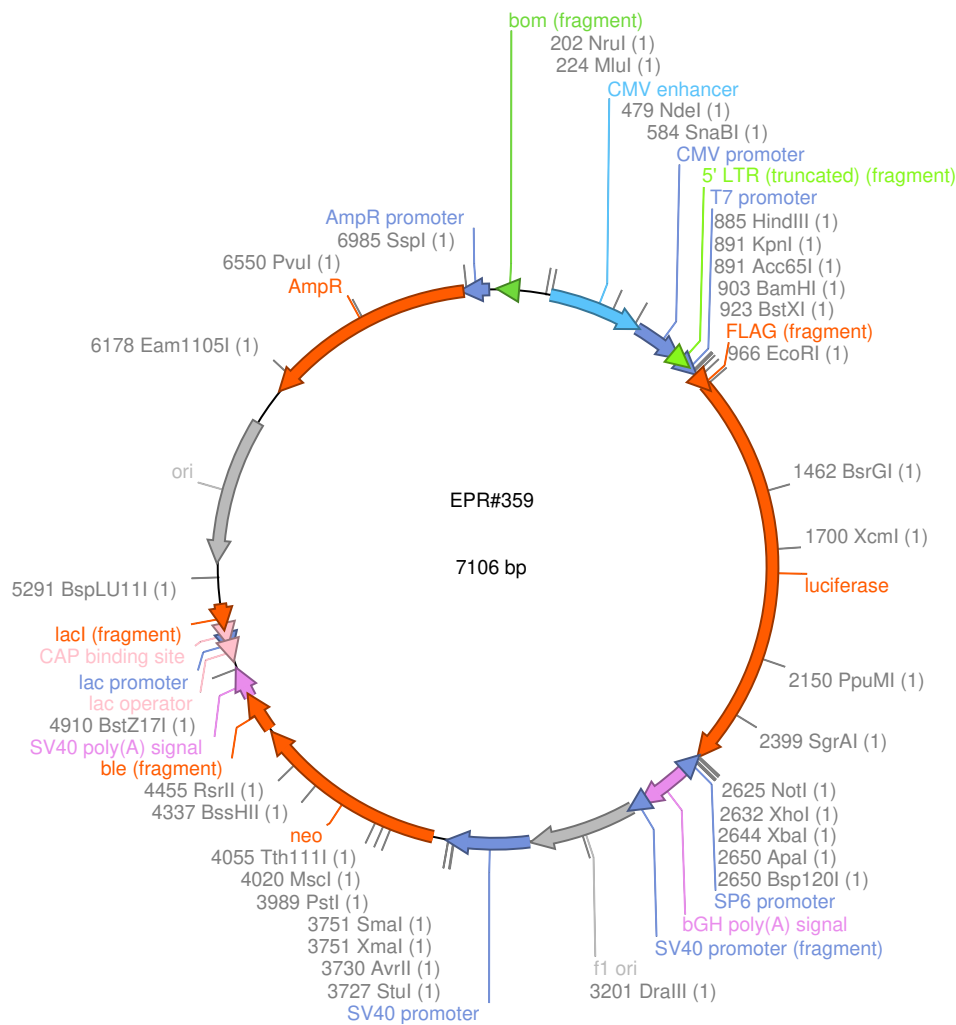 bom (fragment)
202 NruI (1)
224 MluI (1)
CMV enhancer
479 NdeI (1)
584 SnaBI (1)
CMV promoter
5' LTR (truncated) (fragment)
T7 promoter
885 HindIII (1)
891 KpnI (1)
891 Acc65I (1)
903 BamHI (1)
923 BstXI (1)
FLAG (fragment)
966 EcoRI (1)
1462 BsrGI (1)
1700 XcmI (1)
luciferase
2150 PpuMI (1)
2399 SgrAI (1)
2625 NotI (1)
2632 XhoI (1)
2644 XbaI (1)
2650 ApaI (1)
2650 Bsp120I (1)
SP6 promoter
bGH poly(A) signal
SV40 promoter (fragment)
f1 ori
3201 DraIII (1)
SV40 promoter
3727 StuI (1)
3730 AvrII (1)
3751 XmaI (1)
3751 SmaI (1)
3989 PstI (1)
4020 MscI (1)
4055 Tth111I (1)
neo
4337 BssHII (1)
4455 RsrII (1)
ble (fragment)
SV40 poly(A) signal
4910 BstZ17I (1)
lac operator
lac promoter
CAP binding site
lacI (fragment)
5291 BspLU11I (1)
ori
6178 Eam1105I (1)
AmpR
6550 PvuI (1)
6985 SspI (1)
AmpR promoter
EPR#359
7106 bp